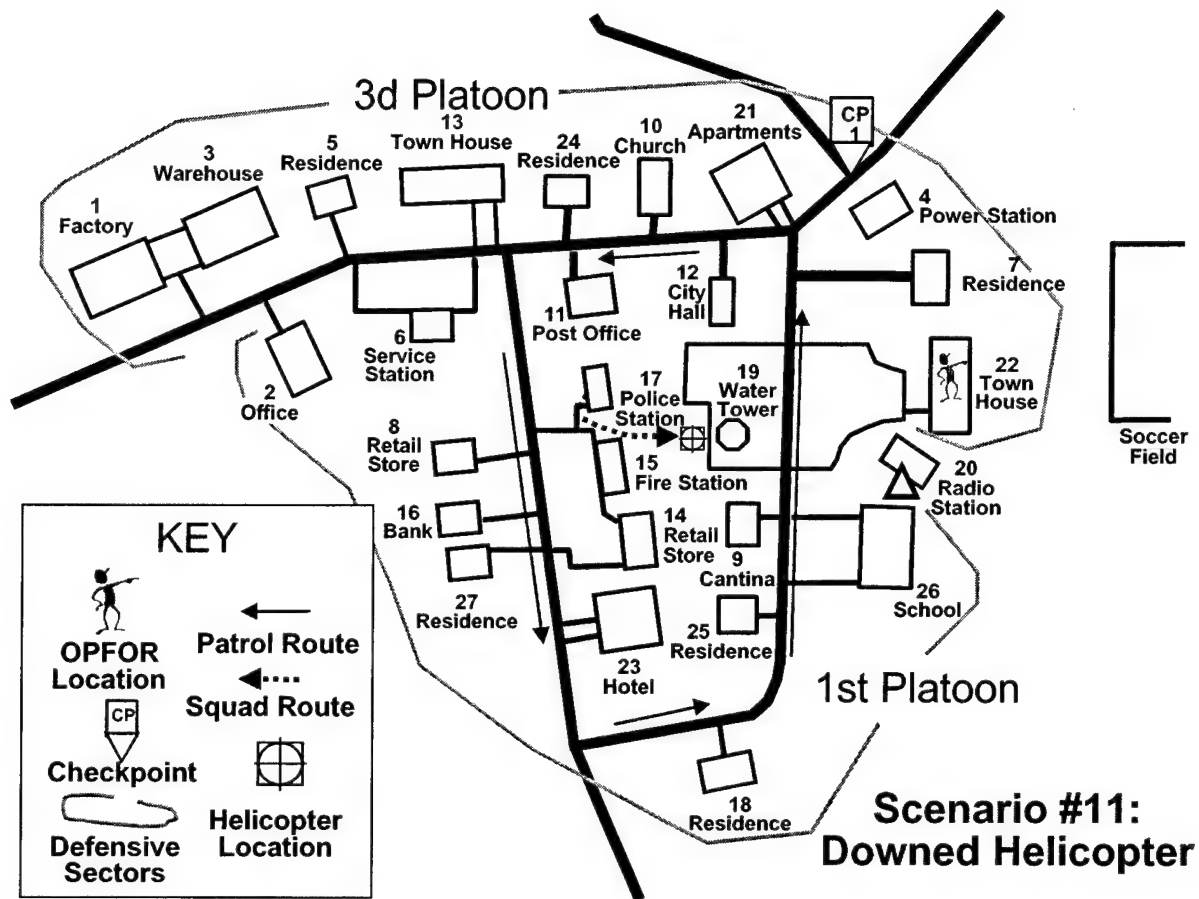 3d Platoon
CP
1
21
Apartments
10
Church
13
Town House
24
Residence
5
Residence
3
Warehouse
1
Factory
4
Power Station
7
Residence
12
City
Hall
11
Post Office
6
Service
Station
2
Office
17
Police
Station
19
Water
Tower
22
Town
House
Soccer
Field
8
Retail
Store
15
Fire Station
20
Radio
Station
16
Bank
14
Retail
Store
9
Cantina
26
School
27
Residence
25
Residence
23
Hotel
1st Platoon
18
Residence
KEY
OPFOR
Location
Patrol Route
Squad Route
CP
Checkpoint
Helicopter
Location
Defensive
Sectors
Scenario #11:
Downed Helicopter